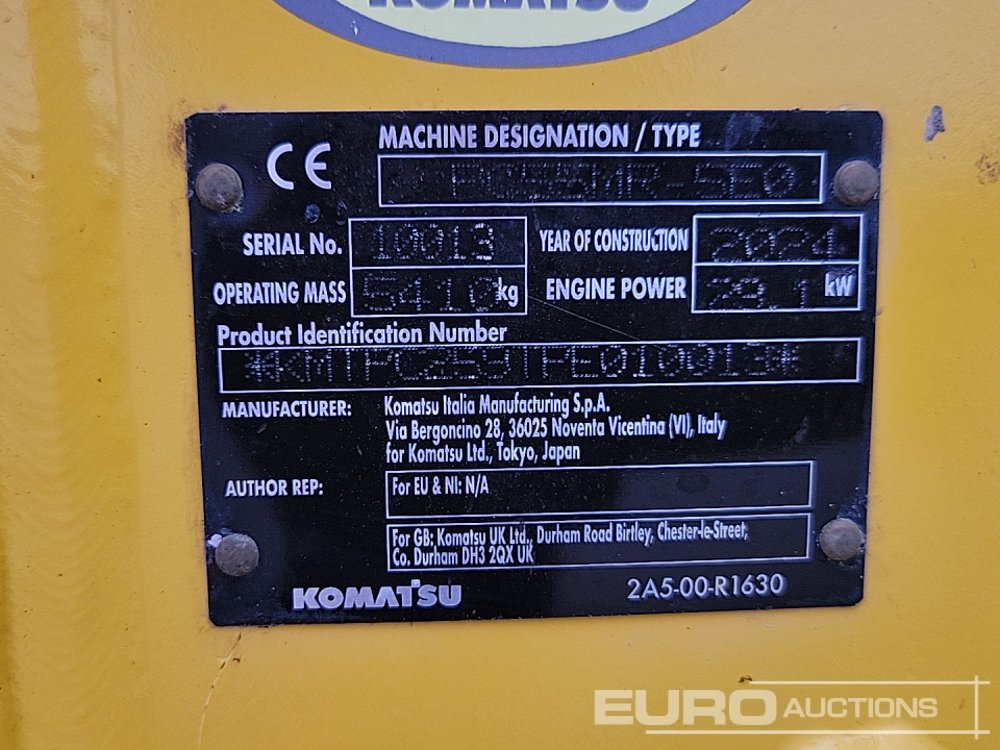 KOMATSU
CE
MACHINE DESIGNATION / TYPE
SERIAL No. 10013
YEAR OF CONSTRUCTION 2024
OPERATING MASS 5410 kg
ENGINE POWER 29.1 kW
Product Identification Number
MANUFACTURER: Komatsu Italia Manufacturing S.p.A.
Via Bergoncino 28, 36025 Noventa Vicentina (VI), Italy
for Komatsu Ltd., Tokyo, Japan
AUTHOR REP: For EU & NI: N/A
For GB: Komatsu UK Ltd., Durham Road Birtley, Chester-le-Street,
Co. Durham DH3 2QX UK
KOMATSU 2A5-00-R1630
EURO AUCTIONS